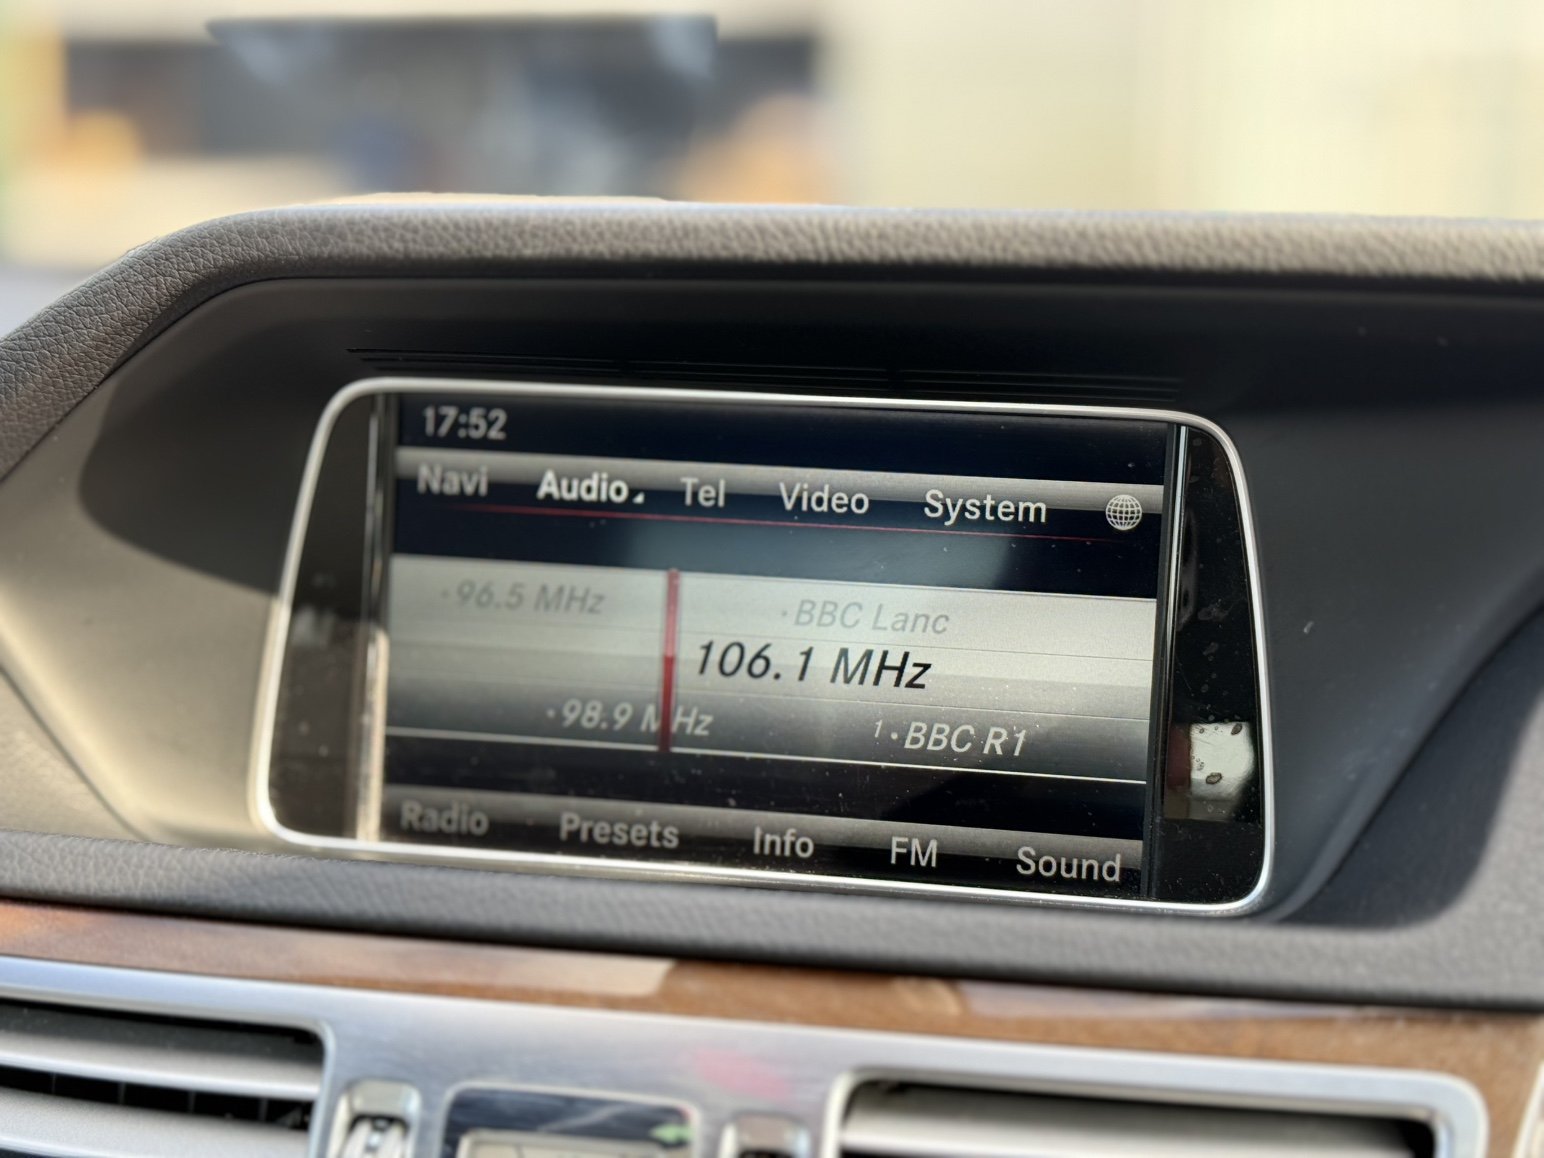 17:52
Navi Audio Tel Video System
·96.5 MHz ·BBC Lanc
106.1 MHz
·98.9 MHz 1·BBC R1
Radio Presets Info FM Sound